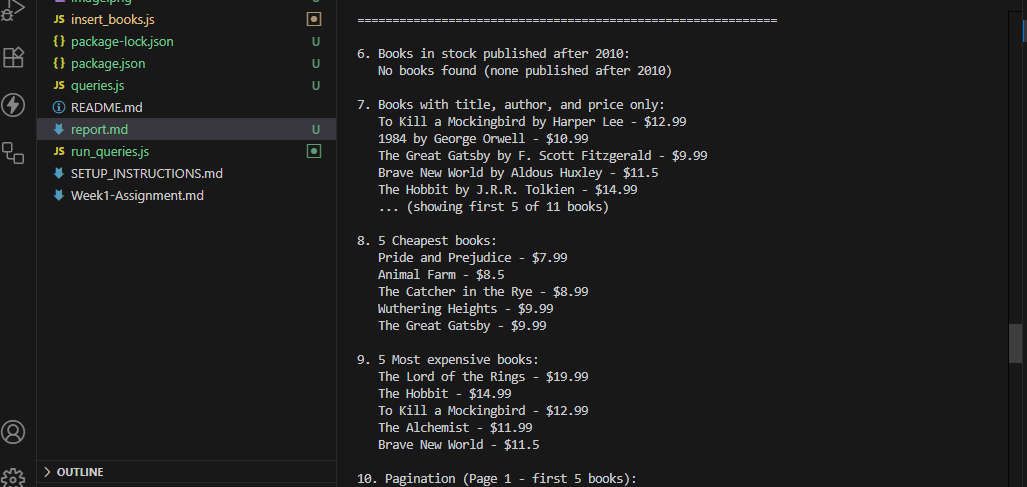 JS insert_books.js
{} package-lock.json U
{} package.json U
JS queries.js U
README.md
report.md U
JS run_queries.js
SETUP_INSTRUCTIONS.md
Week1-Assignment.md
OUTLINE
============================================================
6. Books in stock published after 2010:
No books found (none published after 2010)
7. Books with title, author, and price only:
To Kill a Mockingbird by Harper Lee - $12.99
1984 by George Orwell - $10.99
The Great Gatsby by F. Scott Fitzgerald - $9.99
Brave New World by Aldous Huxley - $11.5
The Hobbit by J.R.R. Tolkien - $14.99
... (showing first 5 of 11 books)
8. 5 Cheapest books:
Pride and Prejudice - $7.99
Animal Farm - $8.5
The Catcher in the Rye - $8.99
Wuthering Heights - $9.99
The Great Gatsby - $9.99
9. 5 Most expensive books:
The Lord of the Rings - $19.99
The Hobbit - $14.99
To Kill a Mockingbird - $12.99
The Alchemist - $11.99
Brave New World - $11.5
10. Pagination (Page 1 - first 5 books):